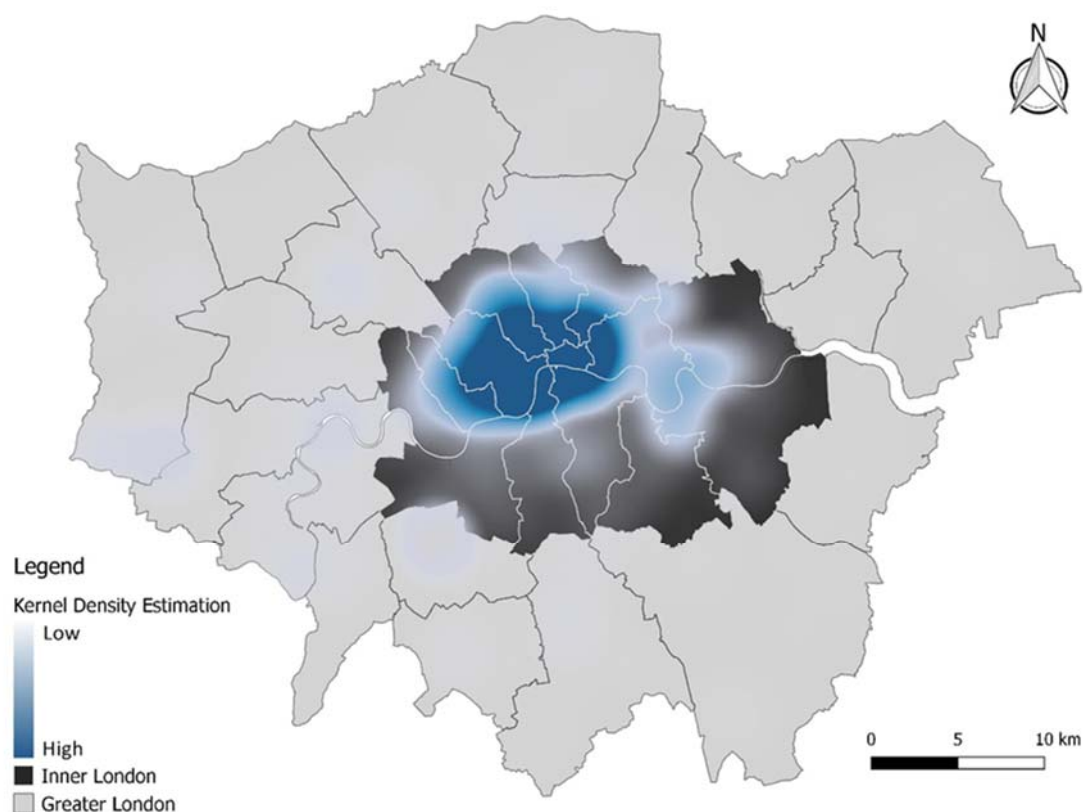 N
Legend
Kernel Density Estimation
Low
High
Inner London
Greater London
0 5 10 km